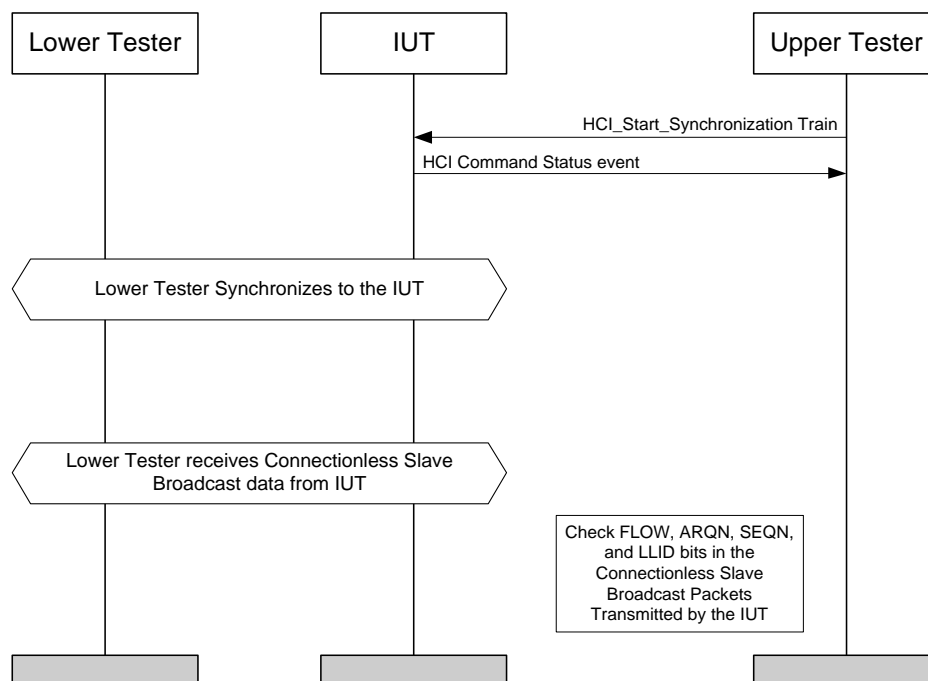 Lower Tester
IUT
Upper Tester
HCI_Start_Synchronization Train
HCI Command Status event
Lower Tester Synchronizes to the IUT
Lower Tester receives Connectionless Slave
Broadcast data from IUT
Check FLOW, ARQN, SEQN,
and LLID bits in the
Connectionless Slave
Broadcast Packets
Transmitted by the IUT